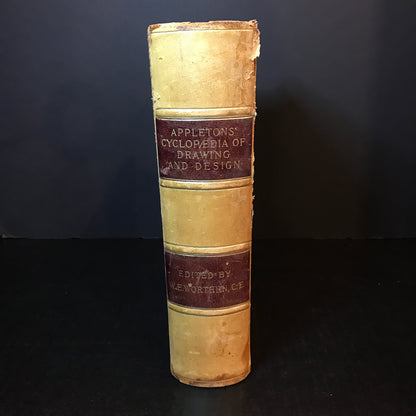 APPLETONS'
CYCLOPÆDIA OF
DRAWING
AND DESIGN
EDITED BY
W.E.WORTHEN, C.E.